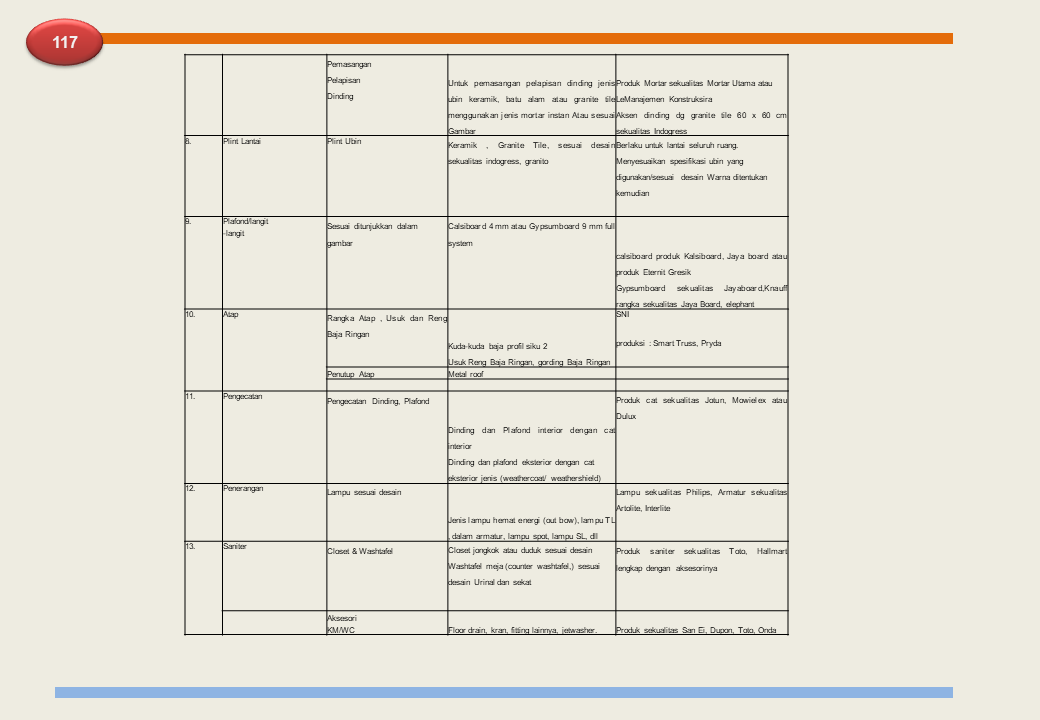 117
Pemasangan
Pelapisan
Dinding
Untuk pemasangan pelapisan dinding jenis
ubin keramik, batu alam atau granite tile
menggunakan jenis mortar instan Atau sesuai
Gambar
Produk Mortar sekualitas Mortar Utama atau
LeManajemen Konstruksira
Aksen dinding dg granite tile 60 x 60 cm
sekualitas Indogress
8.
Plint Lantai
Plint Ubin
Keramik , Granite Tile, sesuai desain
sekualitas indogress, granito
Berlaku untuk lantai seluruh ruang.
Menyesuaikan spesifikasi ubin yang
digunakan/sesuai desain Warna ditentukan
kemudian
9.
Plafond/langit
-langit
Sesuai ditunjukkan dalam
gambar
Calsiboard 4 mm atau Gypsumboard 9 mm full
system
calsiboard produk Kalsiboard, Jaya board atau
produk Eternit Gresik
Gypsumboard sekualitas Jayaboard,Knauff
rangka sekualitas Jaya Board, elephant
10.
Atap
Rangka Atap , Usuk dan Reng
Baja Ringan
Kuda-kuda baja profil siku 2
Usuk Reng Baja Ringan, gording Baja Ringan
SNI
produksi : Smart Truss, Pryda
Penutup Atap
Metal roof
11.
Pengecatan
Pengecatan Dinding, Plafond
Dinding dan Plafond interior dengan cat
interior
Dinding dan plafond eksterior dengan cat
eksterior jenis (weathercoat/ weathershield)
Produk cat sekualitas Jotun, Mowielex atau
Dulux
12.
Penerangan
Lampu sesuai desain
Jenis lampu hemat energi (out bow), lampu TL
, dalam armatur, lampu spot, lampu SL, dll
Lampu sekualitas Philips, Armatur sekualitas
Artolite, Interlite
13.
Saniter
Closet & Washtafel
Closet jongkok atau duduk sesuai desain
Washtafel meja (counter washtafel,) sesuai
desain Urinal dan sekat
Produk saniter sekualitas Toto, Hallmart
lengkap dengan aksesorinya
Aksesori
KM/WC
Floor drain, kran, fitting lainnya, jetwasher.
Produk sekualitas San Ei, Dupon, Toto, Onda